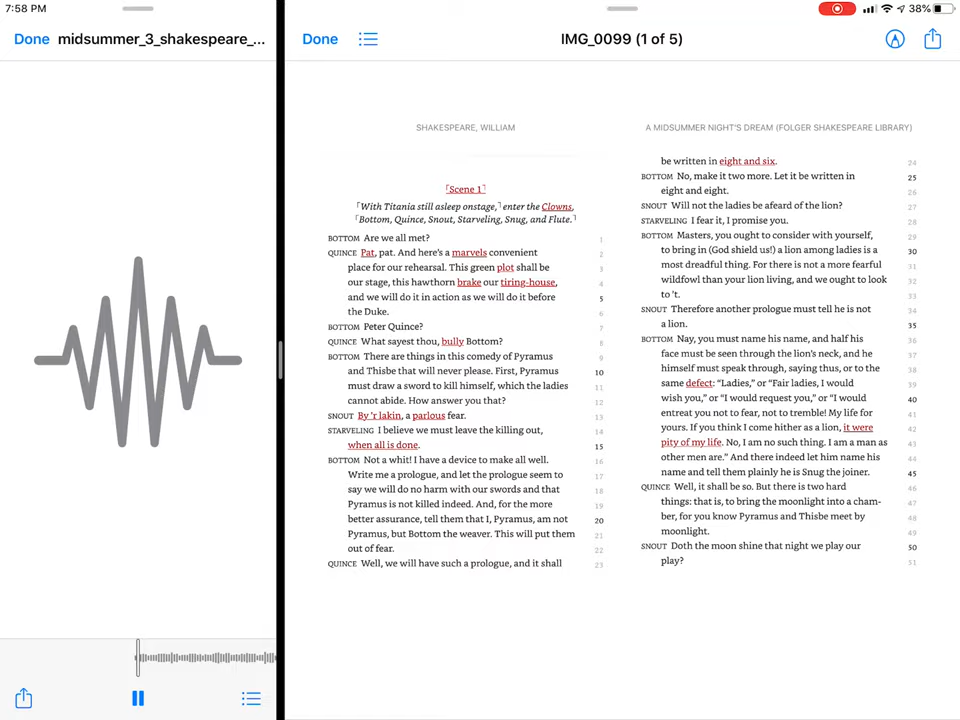 7:58 PM
38%
Done midsummer_3_shakespeare_...
Done
IMG_0099 (1 of 5)
SHAKESPEARE, WILLIAM
⌜Scene 1⌝
⌜With Titania still asleep onstage,⌝ enter the Clowns,
⌜Bottom, Quince, Snout, Starveling, Snug, and Flute.⌝
BOTTOM Are we all met? 1
QUINCE Pat, pat. And here's a marvels convenient 2
place for our rehearsal. This green plot shall be 3
our stage, this hawthorn brake our tiring-house, 4
and we will do it in action as we will do it before 5
the Duke. 6
BOTTOM Peter Quince? 7
QUINCE What sayest thou, bully Bottom? 8
BOTTOM There are things in this comedy of Pyramus 9
and Thisbe that will never please. First, Pyramus 10
must draw a sword to kill himself, which the ladies 11
cannot abide. How answer you that? 12
SNOUT By 'r lakin, a parlous fear. 13
STARVELING I believe we must leave the killing out, 14
when all is done. 15
BOTTOM Not a whit! I have a device to make all well. 16
Write me a prologue, and let the prologue seem to 17
say we will do no harm with our swords and that 18
Pyramus is not killed indeed. And, for the more 19
better assurance, tell them that I, Pyramus, am not 20
Pyramus, but Bottom the weaver. This will put them 21
out of fear. 22
QUINCE Well, we will have such a prologue, and it shall 23
A MIDSUMMER NIGHT'S DREAM (FOLGER SHAKESPEARE LIBRARY)
be written in eight and six. 24
BOTTOM No, make it two more. Let it be written in 25
eight and eight. 26
SNOUT Will not the ladies be afeard of the lion? 27
STARVELING I fear it, I promise you. 28
BOTTOM Masters, you ought to consider with yourself, 29
to bring in (God shield us!) a lion among ladies is a 30
most dreadful thing. For there is not a more fearful 31
wildfowl than your lion living, and we ought to look 32
to 't. 33
SNOUT Therefore another prologue must tell he is not 34
a lion. 35
BOTTOM Nay, you must name his name, and half his 36
face must be seen through the lion's neck, and he 37
himself must speak through, saying thus, or to the 38
same defect: “Ladies,” or “Fair ladies, I would 39
wish you,” or “I would request you,” or “I would 40
entreat you not to fear, not to tremble! My life for 41
yours. If you think I come hither as a lion, it were 42
pity of my life. No, I am no such thing. I am a man as 43
other men are.” And there indeed let him name his 44
name and tell them plainly he is Snug the joiner. 45
QUINCE Well, it shall be so. But there is two hard 46
things: that is, to bring the moonlight into a cham- 47
ber, for you know Pyramus and Thisbe meet by 48
moonlight. 49
SNOUT Doth the moon shine that night we play our 50
play? 51